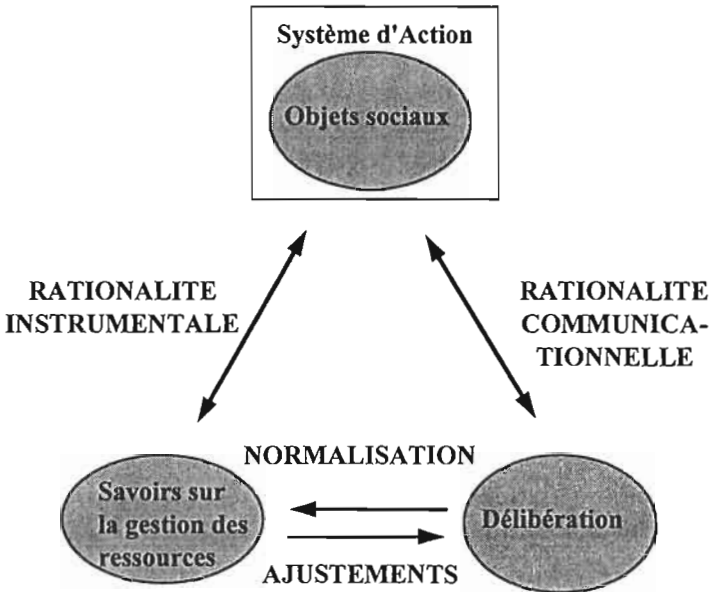 Système d'Action
Objets sociaux
RATIONALITE
INSTRUMENTALE
RATIONALITE
COMMUNICA-
TIONNELLE
NORMALISATION
Savoirs sur
la gestion des
ressources
Délibération
AJUSTEMENTS